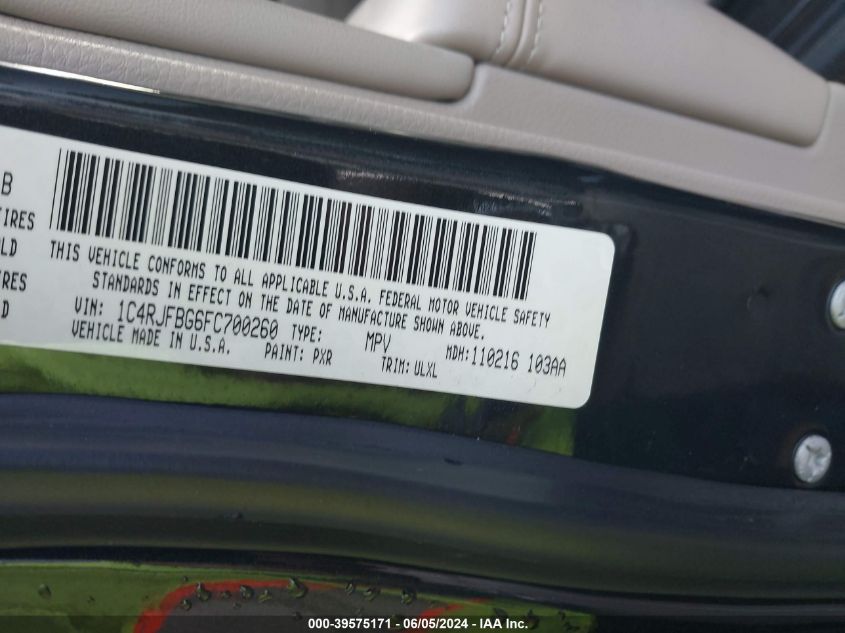 B
TIRES
LD
RES
D
THIS VEHICLE CONFORMS TO ALL APPLICABLE U.S.A. FEDERAL MOTOR VEHICLE SAFETY
STANDARDS IN EFFECT ON THE DATE OF MANUFACTURE SHOWN ABOVE.
VIN: 1C4RJFBG6FC700260 TYPE: MPV MDH: 110216 103AA
VEHICLE MADE IN U.S.A. PAINT: PXR TRIM: ULXL
000-39575171 - 06/05/2024 - IAA Inc.